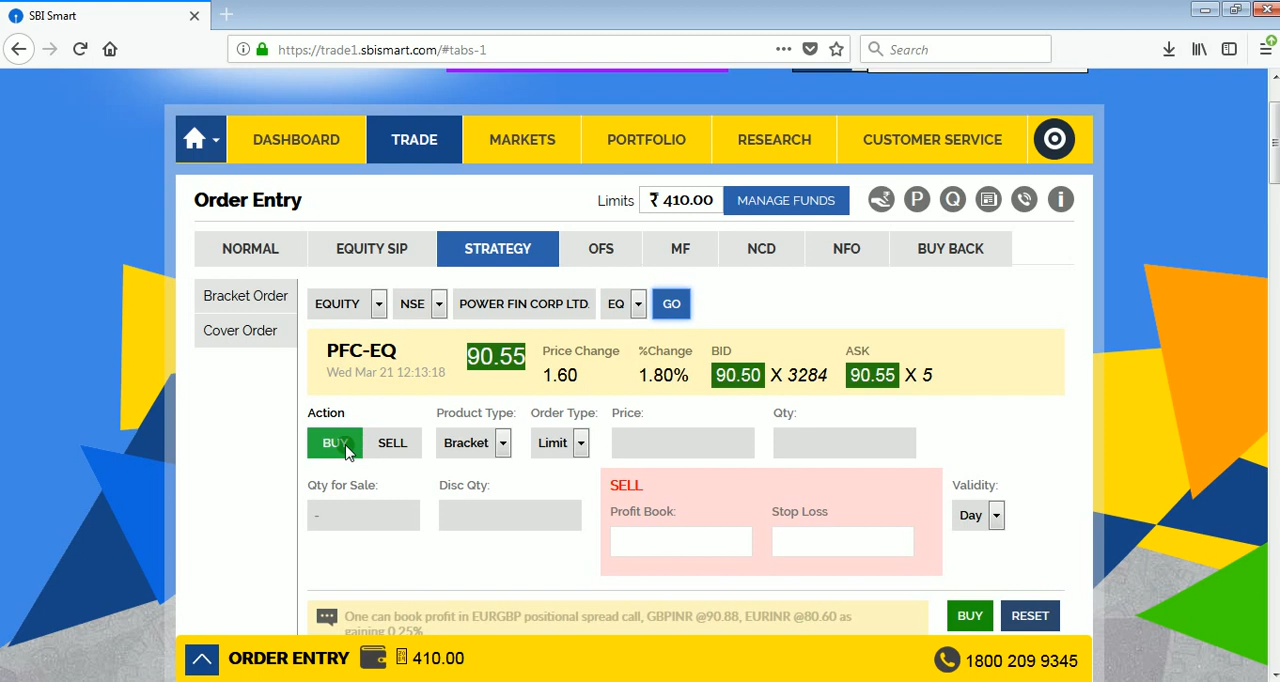 SBI Smart
https://trade1.sbismart.com/#tabs-1
Search
DASHBOARD TRADE MARKETS PORTFOLIO RESEARCH CUSTOMER SERVICE
Order Entry Limits ₹ 410.00 MANAGE FUNDS P Q i
NORMAL EQUITY SIP STRATEGY OFS MF NCD NFO BUY BACK
Bracket Order
Cover Order
EQUITY NSE POWER FIN CORP LTD. EQ GO
PFC-EQ 90.55 Price Change %Change BID ASK
Wed Mar 21 12:13:18 1.60 1.80% 90.50 X 3284 90.55 X 5
Action Product Type: Order Type: Price: Qty:
BUY SELL Bracket Limit
Qty for Sale: Disc Qty: SELL Validity:
- Profit Book: Stop Loss Day
One can book profit in EURGBP positional spread call, GBPINR @90.88, EURINR @80.60 as BUY RESET
gaining 0.25%
ORDER ENTRY 410.00 1800 209 9345